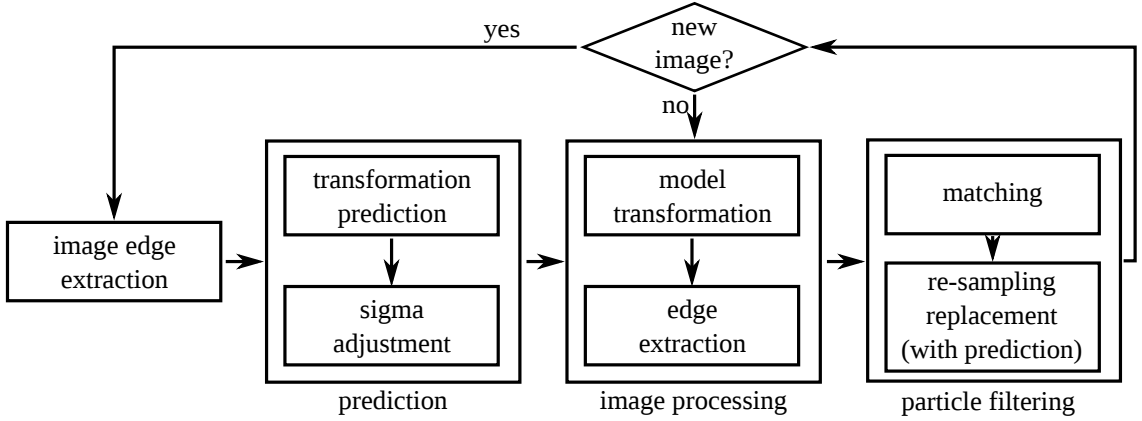 new
image?
yes
no
image edge
extraction
transformation
prediction
sigma
adjustment
prediction
model
transformation
edge
extraction
image processing
matching
re-sampling
replacement
(with prediction)
particle filtering